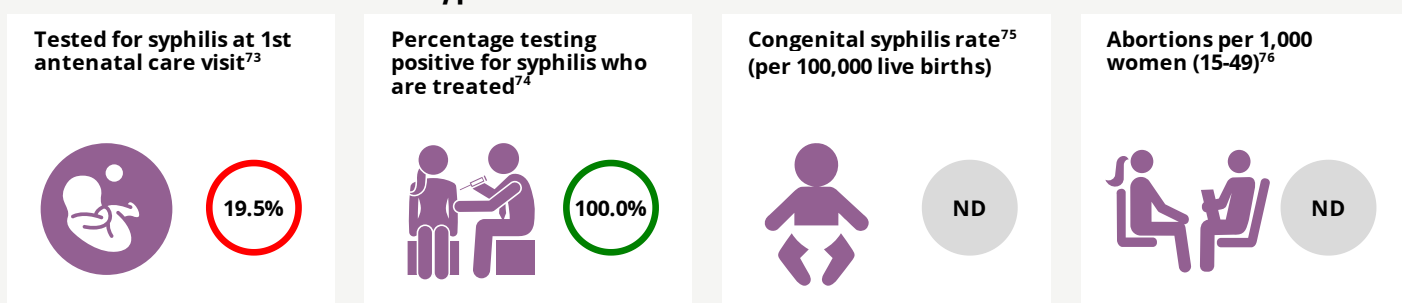 Tested for syphilis at 1st
antenatal care visit73
19.5%
Percentage testing
positive for syphilis who
are treated74
100.0%
Congenital syphilis rate75
(per 100,000 live births)
ND
Abortions per 1,000
women (15-49)76
ND